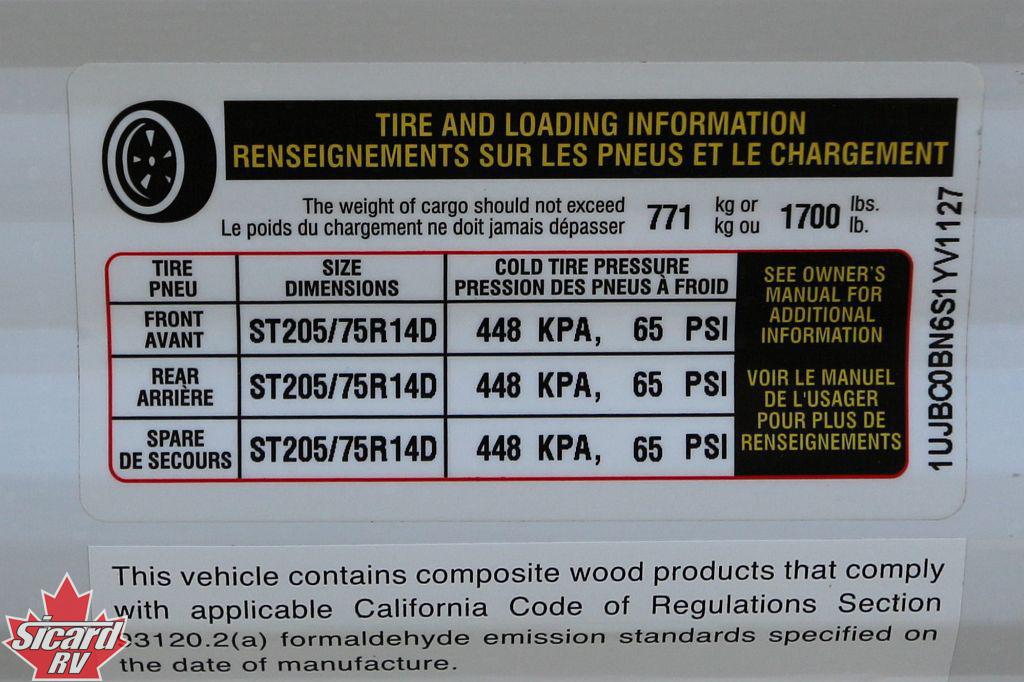 TIRE AND LOADING INFORMATION
RENSEIGNEMENTS SUR LES PNEUS ET LE CHARGEMENT
The weight of cargo should not exceed 771 kg or 1700 lbs.
Le poids du chargement ne doit jamais dépasser kg ou lb.
TIRE SIZE COLD TIRE PRESSURE
PNEU DIMENSIONS PRESSION DES PNEUS À FROID
FRONT
AVANT
ST205/75R14D 448 KPA, 65 PSI
REAR
ARRIÈRE
ST205/75R14D 448 KPA, 65 PSI
SPARE
DE SECOURS
ST205/75R14D 448 KPA, 65 PSI
SEE OWNER'S
MANUAL FOR
ADDITIONAL
INFORMATION
VOIR LE MANUEL
DE L'USAGER
POUR PLUS DE
RENSEIGNEMENTS
1UJBC0BN6S1YV1127
This vehicle contains composite wood products that comply
with applicable California Code of Regulations Section
3120.2(a) formaldehyde emission standards specified on
the date of manufacture.
Sicard
RV